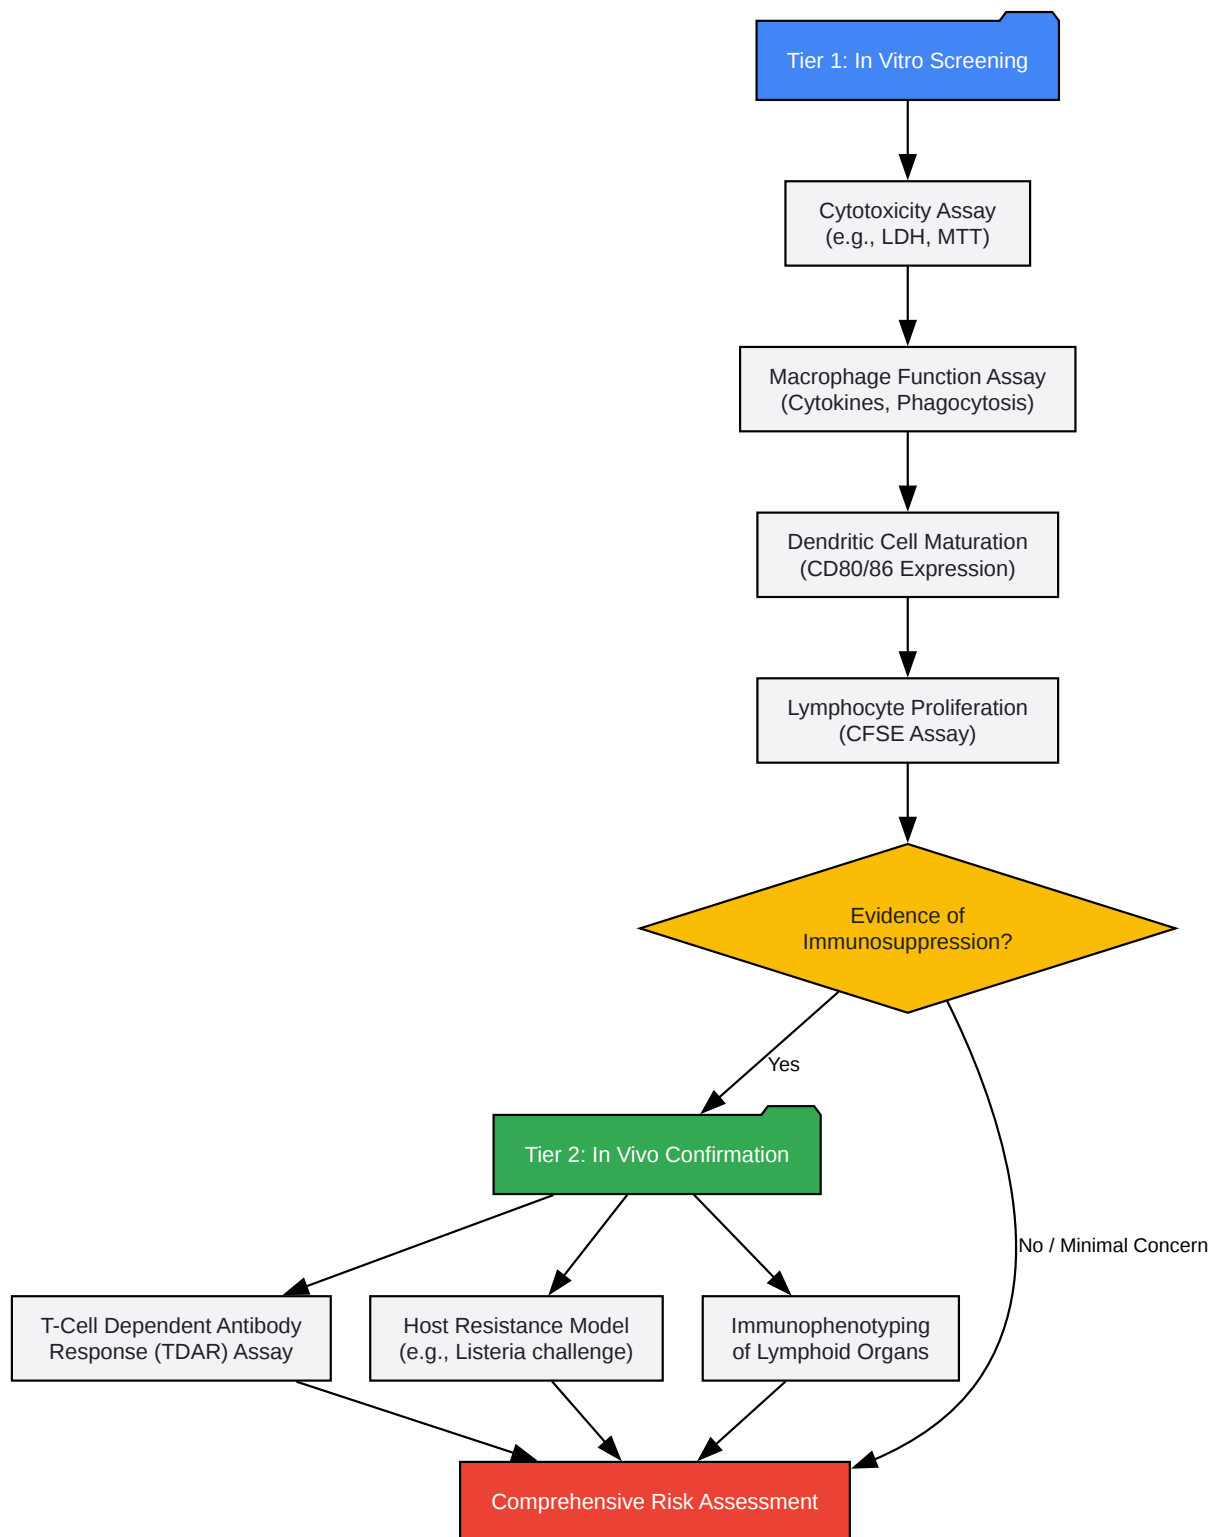 Tier 1: In Vitro Screening
Cytotoxicity Assay
(e.g., LDH, MTT)
Macrophage Function Assay
(Cytokines, Phagocytosis)
Dendritic Cell Maturation
(CD80/86 Expression)
Lymphocyte Proliferation
(CFSE Assay)
Evidence of
Immunosuppression?
Yes
Tier 2: In Vivo Confirmation
No / Minimal Concern
T-Cell Dependent Antibody
Response (TDAR) Assay
Host Resistance Model
(e.g., Listeria challenge)
Immunophenotyping
of Lymphoid Organs
Comprehensive Risk Assessment